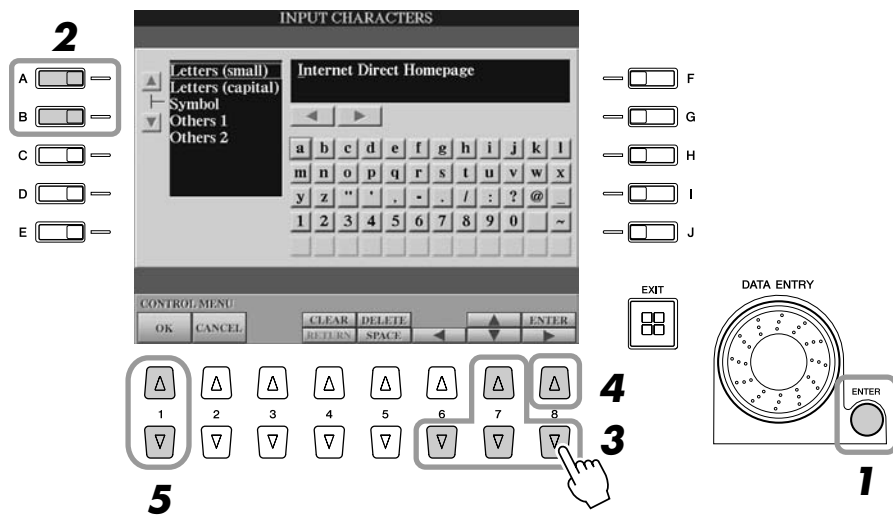 INPUT CHARACTERS
2
A
B
C
D
E
Letters (small)
Letters (capital)
Symbol
Others 1
Others 2
Internet Direct Homepage
a b c d e f g h i j k l
m n o p q r s t u v w x
y z " ' , - . / : ? @ _
1 2 3 4 5 6 7 8 9 0 ~
F
G
H
I
J
CONTROL MENU
OK CANCEL CLEAR DELETE ENTER
RETURN SPACE
EXIT
DATA ENTRY
ENTER
1 2 3 4 5 6 7 8
4
3
5
1